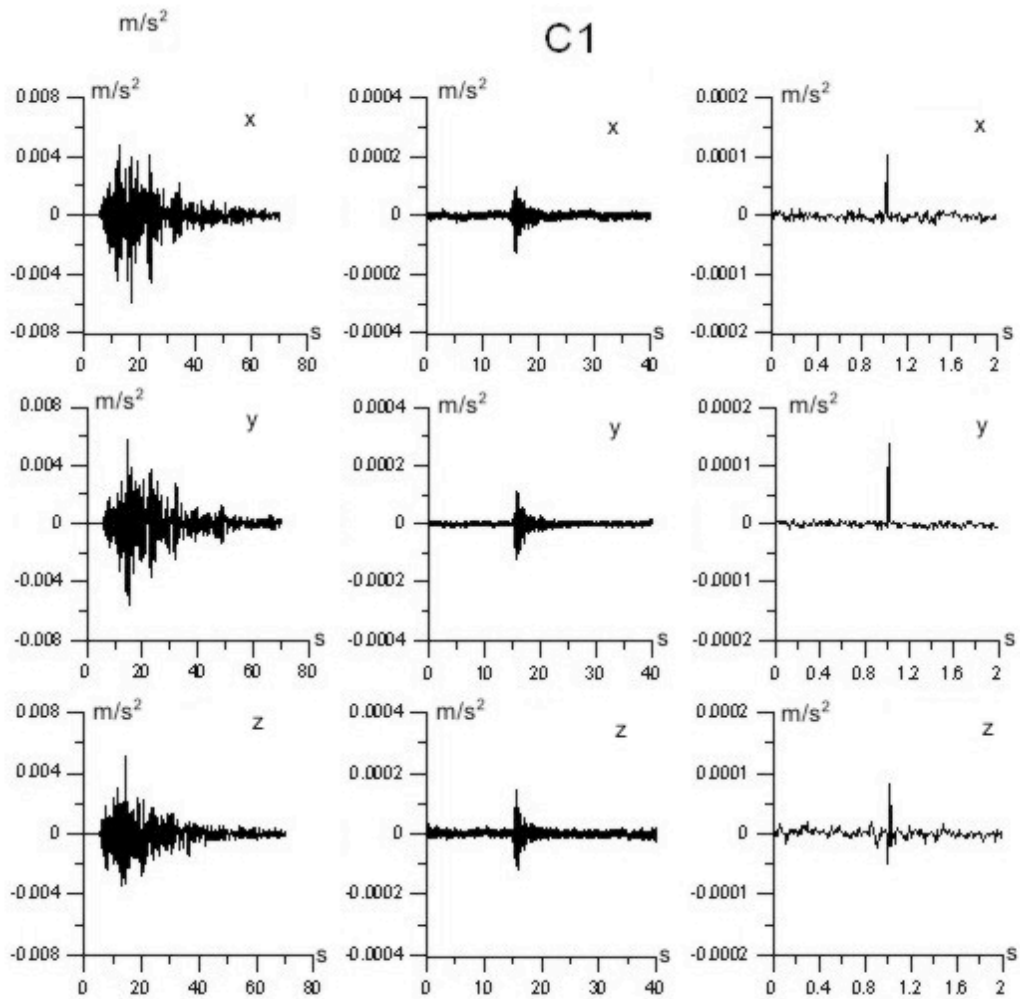 m/s²
C1
m/s² m/s² m/s²
0.008 x 0.0004 x 0.0002 x
0.004 0.0002 0.0001
0 0 0
-0.004 -0.0002 -0.0001
-0.008 s -0.0004 s -0.0002 s
0 20 40 60 80 0 10 20 30 40 0 0.4 0.8 1.2 1.6 2
m/s² m/s² m/s²
0.008 y 0.0004 y 0.0002 y
0.004 0.0002 0.0001
0 0 0
-0.004 -0.0002 -0.0001
-0.008 s -0.0004 s -0.0002 s
0 20 40 60 80 0 10 20 30 40 0 0.4 0.8 1.2 1.6 2
m/s² m/s² m/s²
0.008 z 0.0004 z 0.0002 z
0.004 0.0002 0.0001
0 0 0
-0.004 -0.0002 -0.0001
-0.008 s -0.0004 s -0.0002 s
0 20 40 60 80 0 10 20 30 40 0 0.4 0.8 1.2 1.6 2